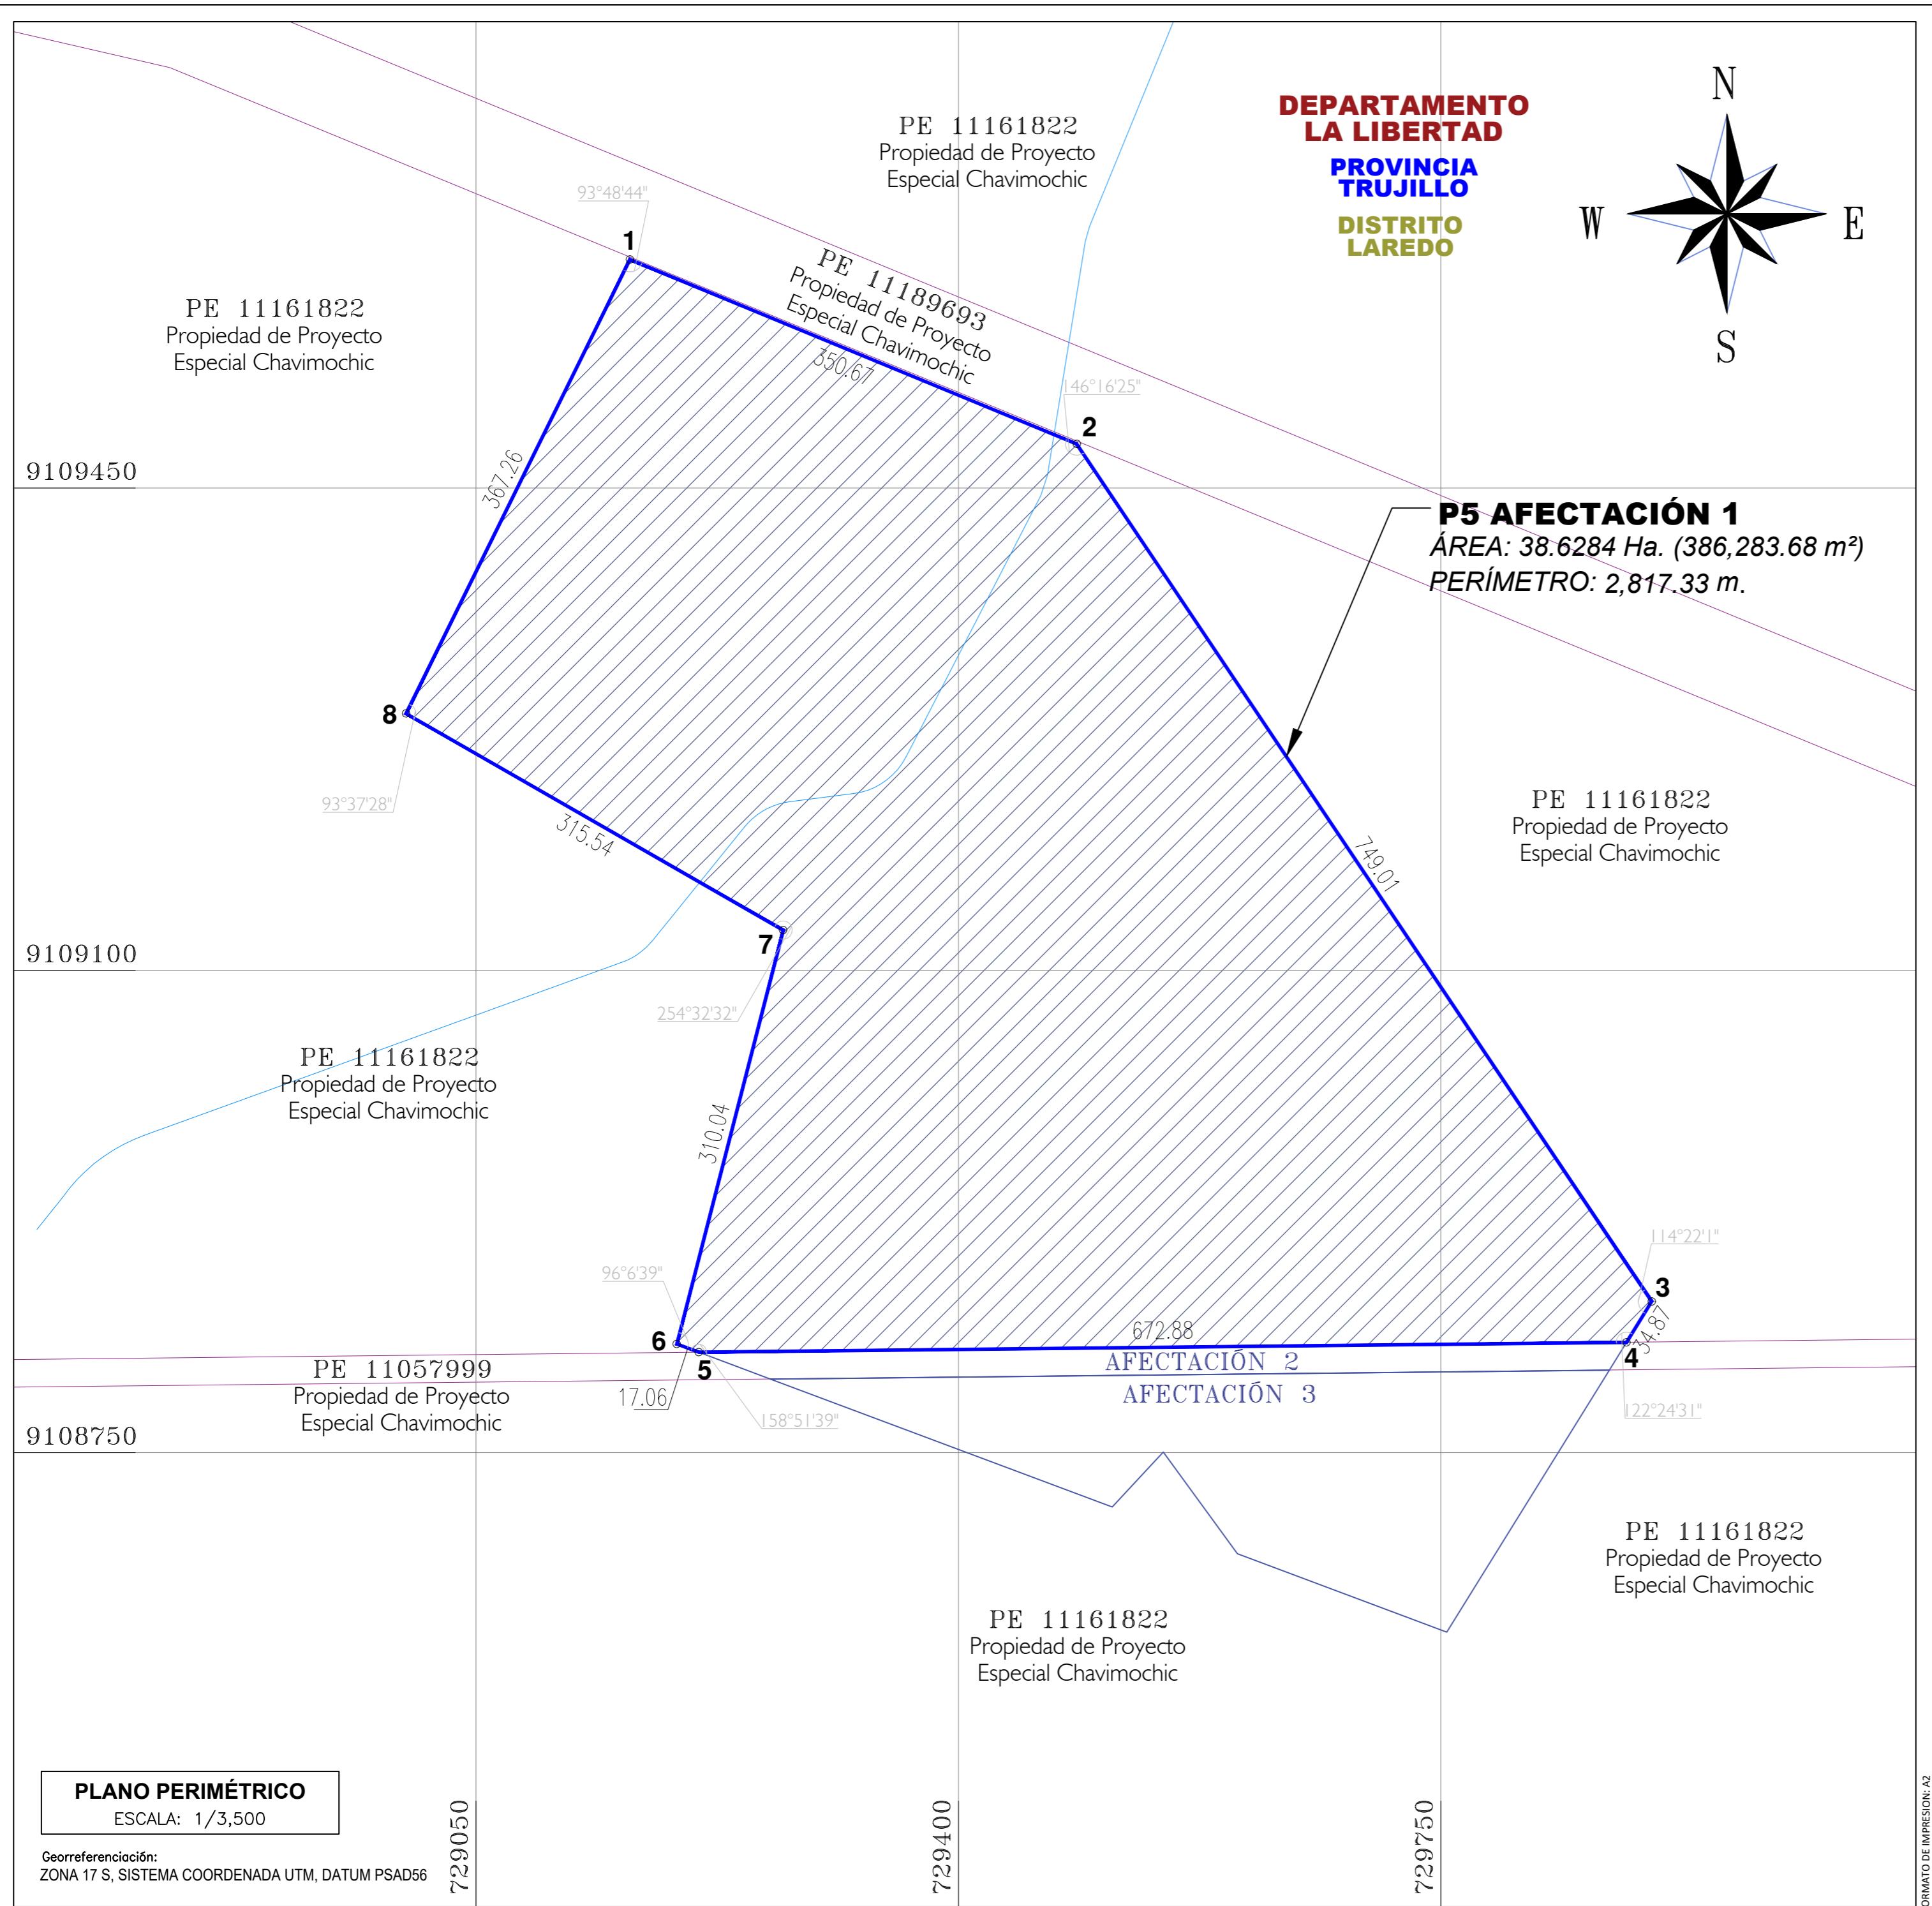 DEPARTAMENTO
LA LIBERTAD
PROVINCIA
TRUJILLO
DISTRITO
LAREDO
N
W
E
S
PE 11161822
Propiedad de Proyecto
Especial Chavimochic
93°48'44"
1
PE 11161822
Propiedad de Proyecto
Especial Chavimochic
PE 11189693
Propiedad de Proyecto
Especial Chavimochic
350.67
146°16'25"
2
367.26
9109450
P5 AFECTACIÓN 1
ÁREA: 38.6284 Ha. (386,283.68 m²)
PERÍMETRO: 2,817.33 m.
8
93°37'28"
315.54
749.01
PE 11161822
Propiedad de Proyecto
Especial Chavimochic
7
9109100
254°32'32"
PE 11161822
Propiedad de Proyecto
Especial Chavimochic
310.04
96°6'39"
114°22'1"
3
34.87
672.88
6
5
4
AFECTACIÓN 2
AFECTACIÓN 3
PE 11057999
Propiedad de Proyecto
Especial Chavimochic
17.06
158°51'39"
122°24'31"
9108750
PE 11161822
Propiedad de Proyecto
Especial Chavimochic
PE 11161822
Propiedad de Proyecto
Especial Chavimochic
PLANO PERIMÉTRICO
ESCALA: 1/3,500
Georreferenciación:
ZONA 17 S, SISTEMA COORDENADA UTM, DATUM PSAD56
729050
729400
729750
ORMATO DE IMPRESION: A2